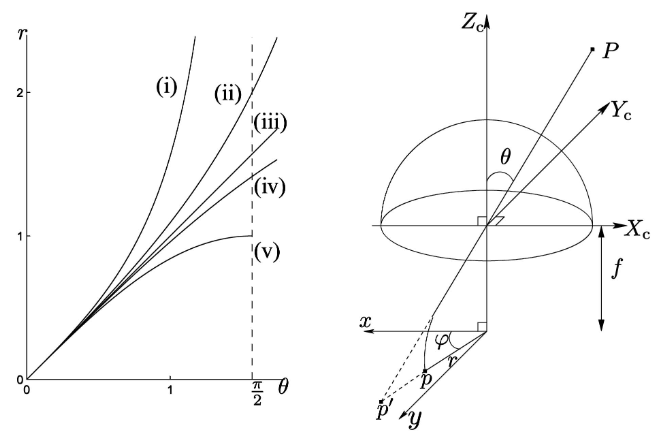 r
2
1
0
0
1
π/2
θ
(i)
(ii)
(iii)
(iv)
(v)
Z_c
P
Y_c
θ
X_c
f
x
φ
r
p
p′
y